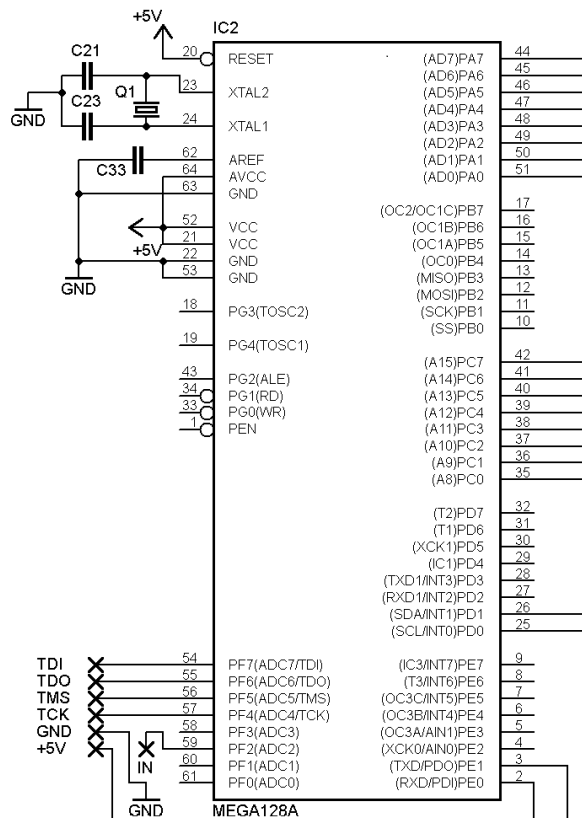 +5V
IC2
20 RESET (AD7)PA7 44
(AD6)PA6 45
C21
23 XTAL2 (AD5)PA5 46
Q1
(AD4)PA4 47
C23
24 XTAL1 (AD3)PA3 48
GND
(AD2)PA2 49
62 AREF (AD1)PA1 50
C33
64 AVCC (AD0)PA0 51
63 GND
(OC2/OC1C)PB7 17
52 VCC (OC1B)PB6 16
21 VCC (OC1A)PB5 15
+5V
22 GND (OC0)PB4 14
53 GND (MISO)PB3 13
GND
(MOSI)PB2 12
18 PG3(TOSC2) (SCK)PB1 11
(SS)PB0 10
19 PG4(TOSC1)
(A15)PC7 42
43 PG2(ALE) (A14)PC6 41
34 PG1(RD) (A13)PC5 40
33 PG0(WR) (A12)PC4 39
1 PEN (A11)PC3 38
(A10)PC2 37
(A9)PC1 36
(A8)PC0 35
(T2)PD7 32
(T1)PD6 31
(XCK1)PD5 30
(IC1)PD4 29
(TXD1/INT3)PD3 28
(RXD1/INT2)PD2 27
(SDA/INT1)PD1 26
(SCL/INT0)PD0 25
TDI 54 PF7(ADC7/TDI) (IC3/INT7)PE7 9
TDO 55 PF6(ADC6/TDO) (T3/INT6)PE6 8
TMS 56 PF5(ADC5/TMS) (OC3C/INT5)PE5 7
TCK 57 PF4(ADC4/TCK) (OC3B/INT4)PE4 6
GND 58 PF3(ADC3) (OC3A/AIN1)PE3 5
+5V 59 PF2(ADC2) (XCK0/AIN0)PE2 4
IN 60 PF1(ADC1) (TXD/PDO)PE1 3
61 PF0(ADC0) (RXD/PDI)PE0 2
GND
MEGA128A